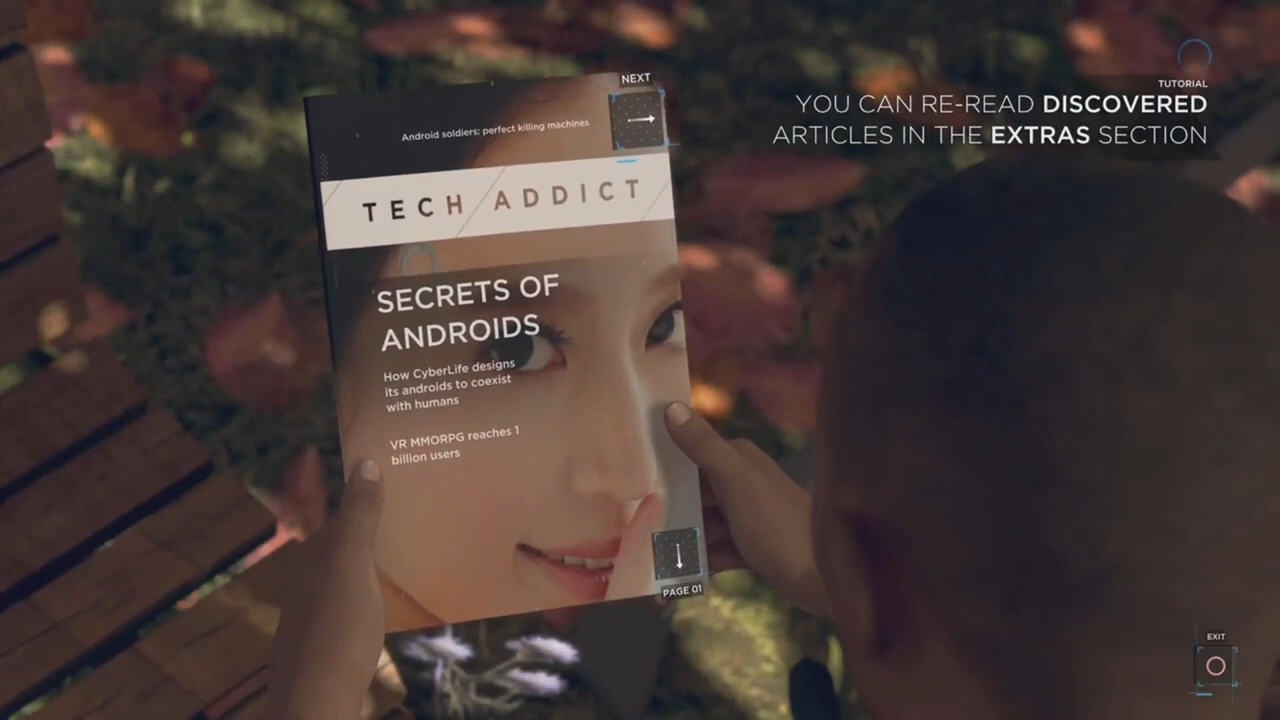 NEXT
Android soldiers: perfect killing machines
TECH ADDICT
SECRETS OF
ANDROIDS
How CyberLife designs
its androids to coexist
with humans
VR MMORPG reaches 1
billion users
PAGE 01
TUTORIAL
YOU CAN RE-READ DISCOVERED
ARTICLES IN THE EXTRAS SECTION
EXIT